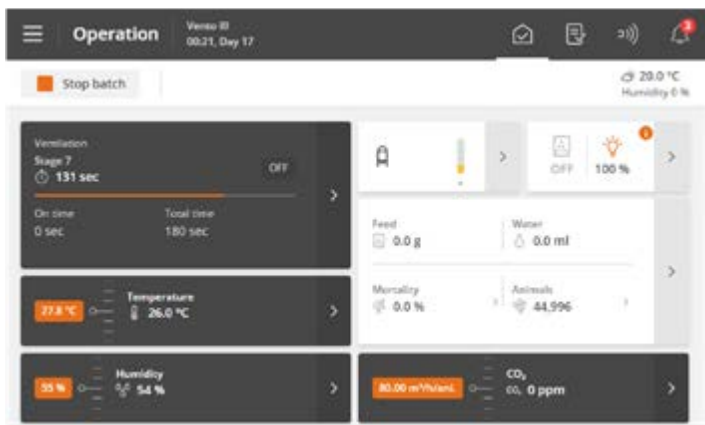 Operation
Verso III
00:21, Day 17
3
Stop batch
20.0 °C
Humidity 0 %
Ventilation
Stage 7
131 sec
OFF
On time
Total time
0 sec
180 sec
OFF
100 %
Feed
Water
0.0 g
0.0 ml
Mortality
Animals
0.0 %
44,996
27.8 °C
Temperature
26.0 °C
55 %
Humidity
54 %
80.00 m³/h/ani.
CO₂
CO₂ 0 ppm